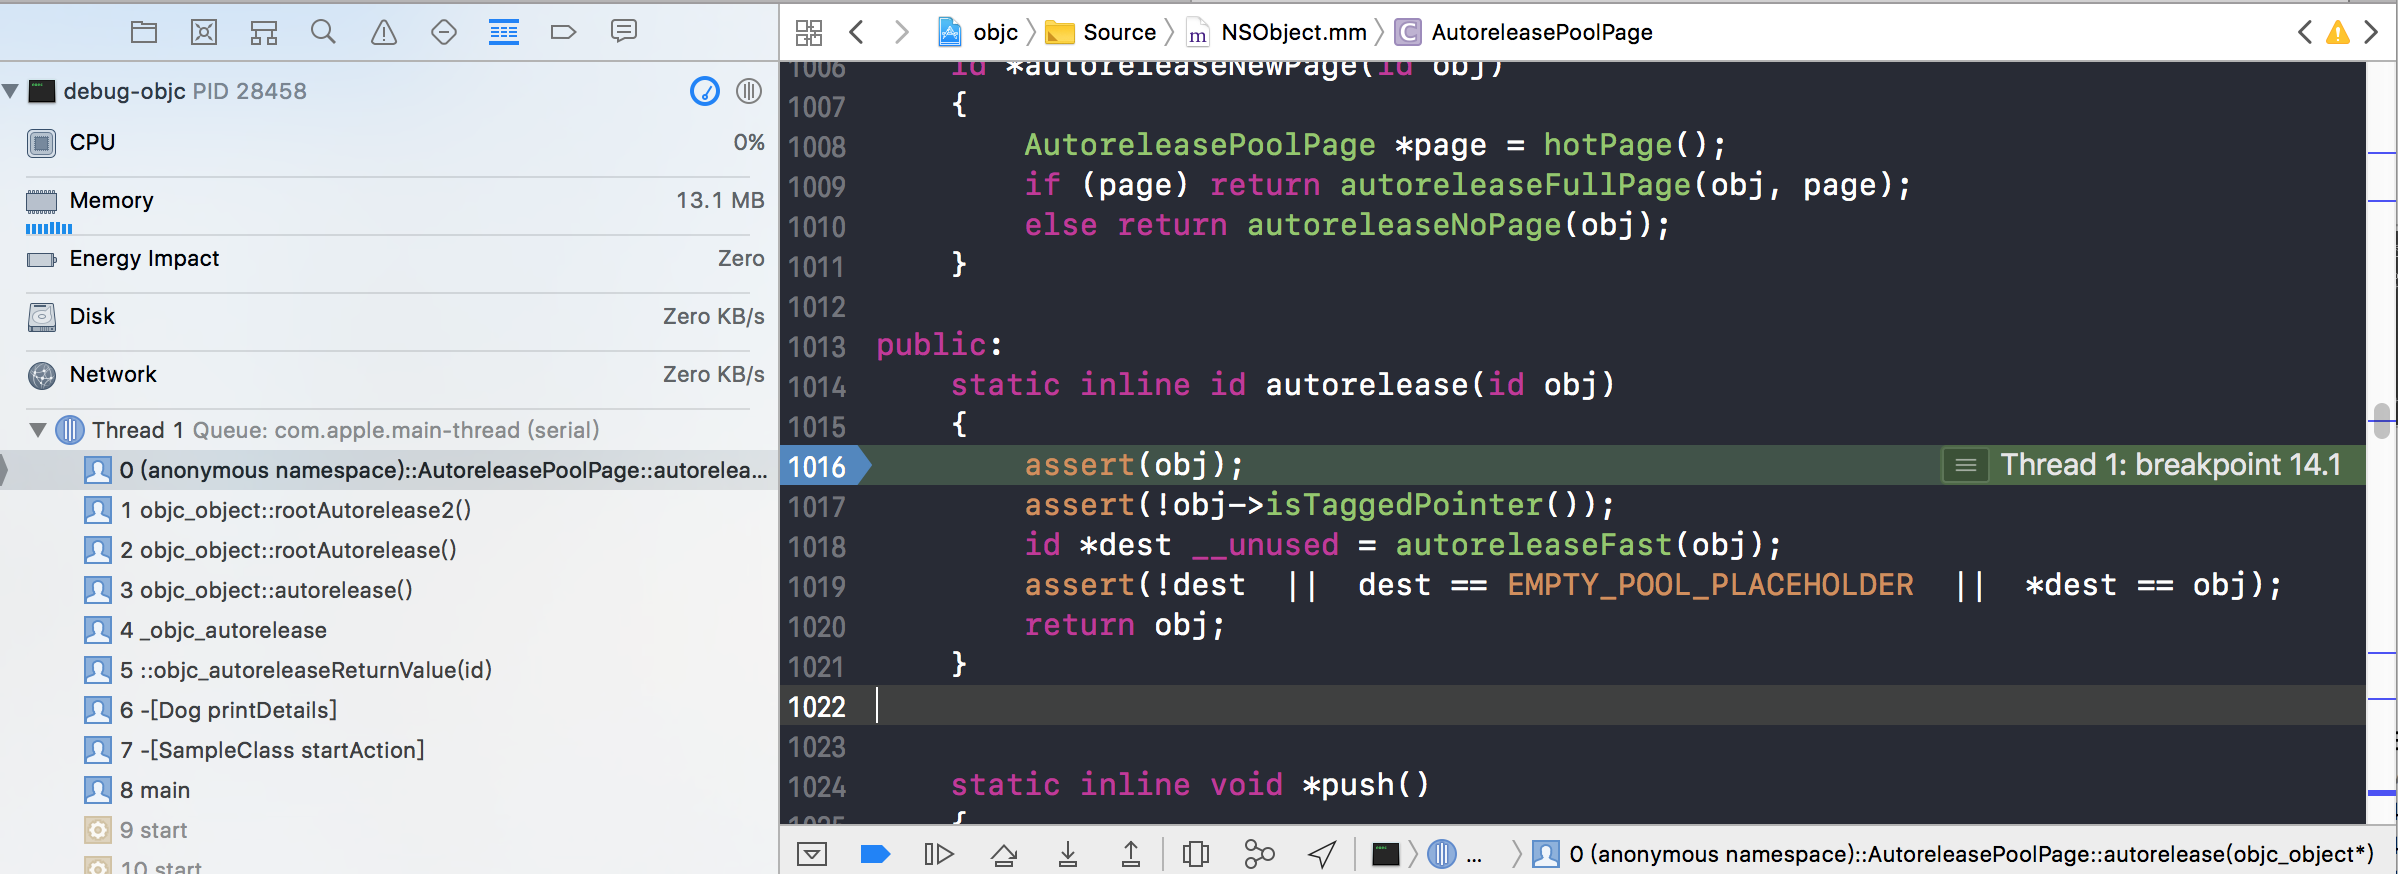 debug-objc PID 28458
CPU 0%
Memory 13.1 MB
Energy Impact Zero
Disk Zero KB/s
Network Zero KB/s
Thread 1 Queue: com.apple.main-thread (serial)
0 (anonymous namespace)::AutoreleasePoolPage::autorelea...
1 objc_object::rootAutorelease2()
2 objc_object::rootAutorelease()
3 objc_object::autorelease()
4 _objc_autorelease
5 ::objc_autoreleaseReturnValue(id)
6 -[Dog printDetails]
7 -[SampleClass startAction]
8 main
9 start
10 start
objc Source m NSObject.mm C AutoreleasePoolPage
1006 id *autoreleaseNewPage(id obj)
1007 {
1008 AutoreleasePoolPage *page = hotPage();
1009 if (page) return autoreleaseFullPage(obj, page);
1010 else return autoreleaseNoPage(obj);
1011 }
1012
1013 public:
1014 static inline id autorelease(id obj)
1015 {
1016 assert(obj); Thread 1: breakpoint 14.1
1017 assert(!obj->isTaggedPointer());
1018 id *dest __unused = autoreleaseFast(obj);
1019 assert(!dest || dest == EMPTY_POOL_PLACEHOLDER || *dest == obj);
1020 return obj;
1021 }
1022
1023
1024 static inline void *push()
1025 {
... 0 (anonymous namespace)::AutoreleasePoolPage::autorelease(objc_object*)